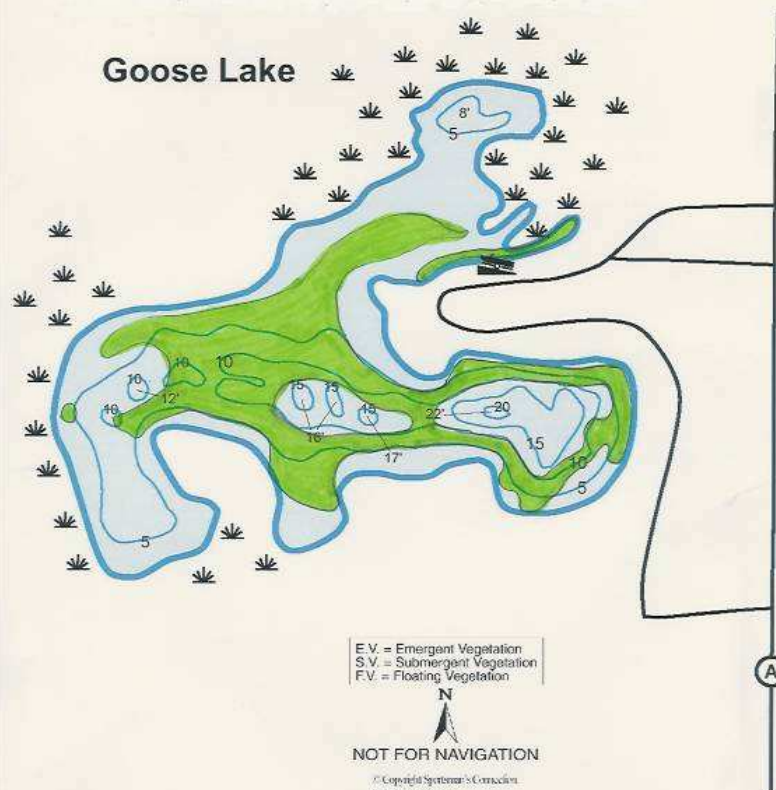 Goose Lake
8'
5
10
10
10
12'
10
15
15
15
16'
17'
22'
20
15
10
5
5
E.V. = Emergent Vegetation
S.V. = Submergent Vegetation
F.V. = Floating Vegetation
N
A
NOT FOR NAVIGATION
© Copyright Sportsman's Connection